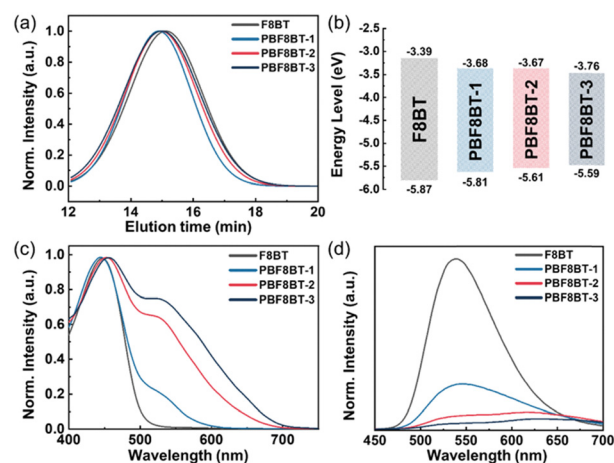 (a)
Norm. Intensity (a.u.)
1.0
0.8
0.6
0.4
0.2
0.0
12
14
16
18
20
Elution time (min)
F8BT
PBF8BT-1
PBF8BT-2
PBF8BT-3
(b)
Energy Level (eV)
-2.5
-3.0
-3.5
-4.0
-4.5
-5.0
-5.5
-6.0
-3.39
F8BT
-5.87
-3.68
PBF8BT-1
-5.81
-3.67
PBF8BT-2
-5.61
-3.76
PBF8BT-3
-5.59
(c)
Norm. Intensity (a.u.)
1.0
0.8
0.6
0.4
0.2
0.0
400
500
600
700
Wavelength (nm)
F8BT
PBF8BT-1
PBF8BT-2
PBF8BT-3
(d)
Norm. Intensity (a.u.)
450
500
550
600
650
700
Wavelength (nm)
F8BT
PBF8BT-1
PBF8BT-2
PBF8BT-3